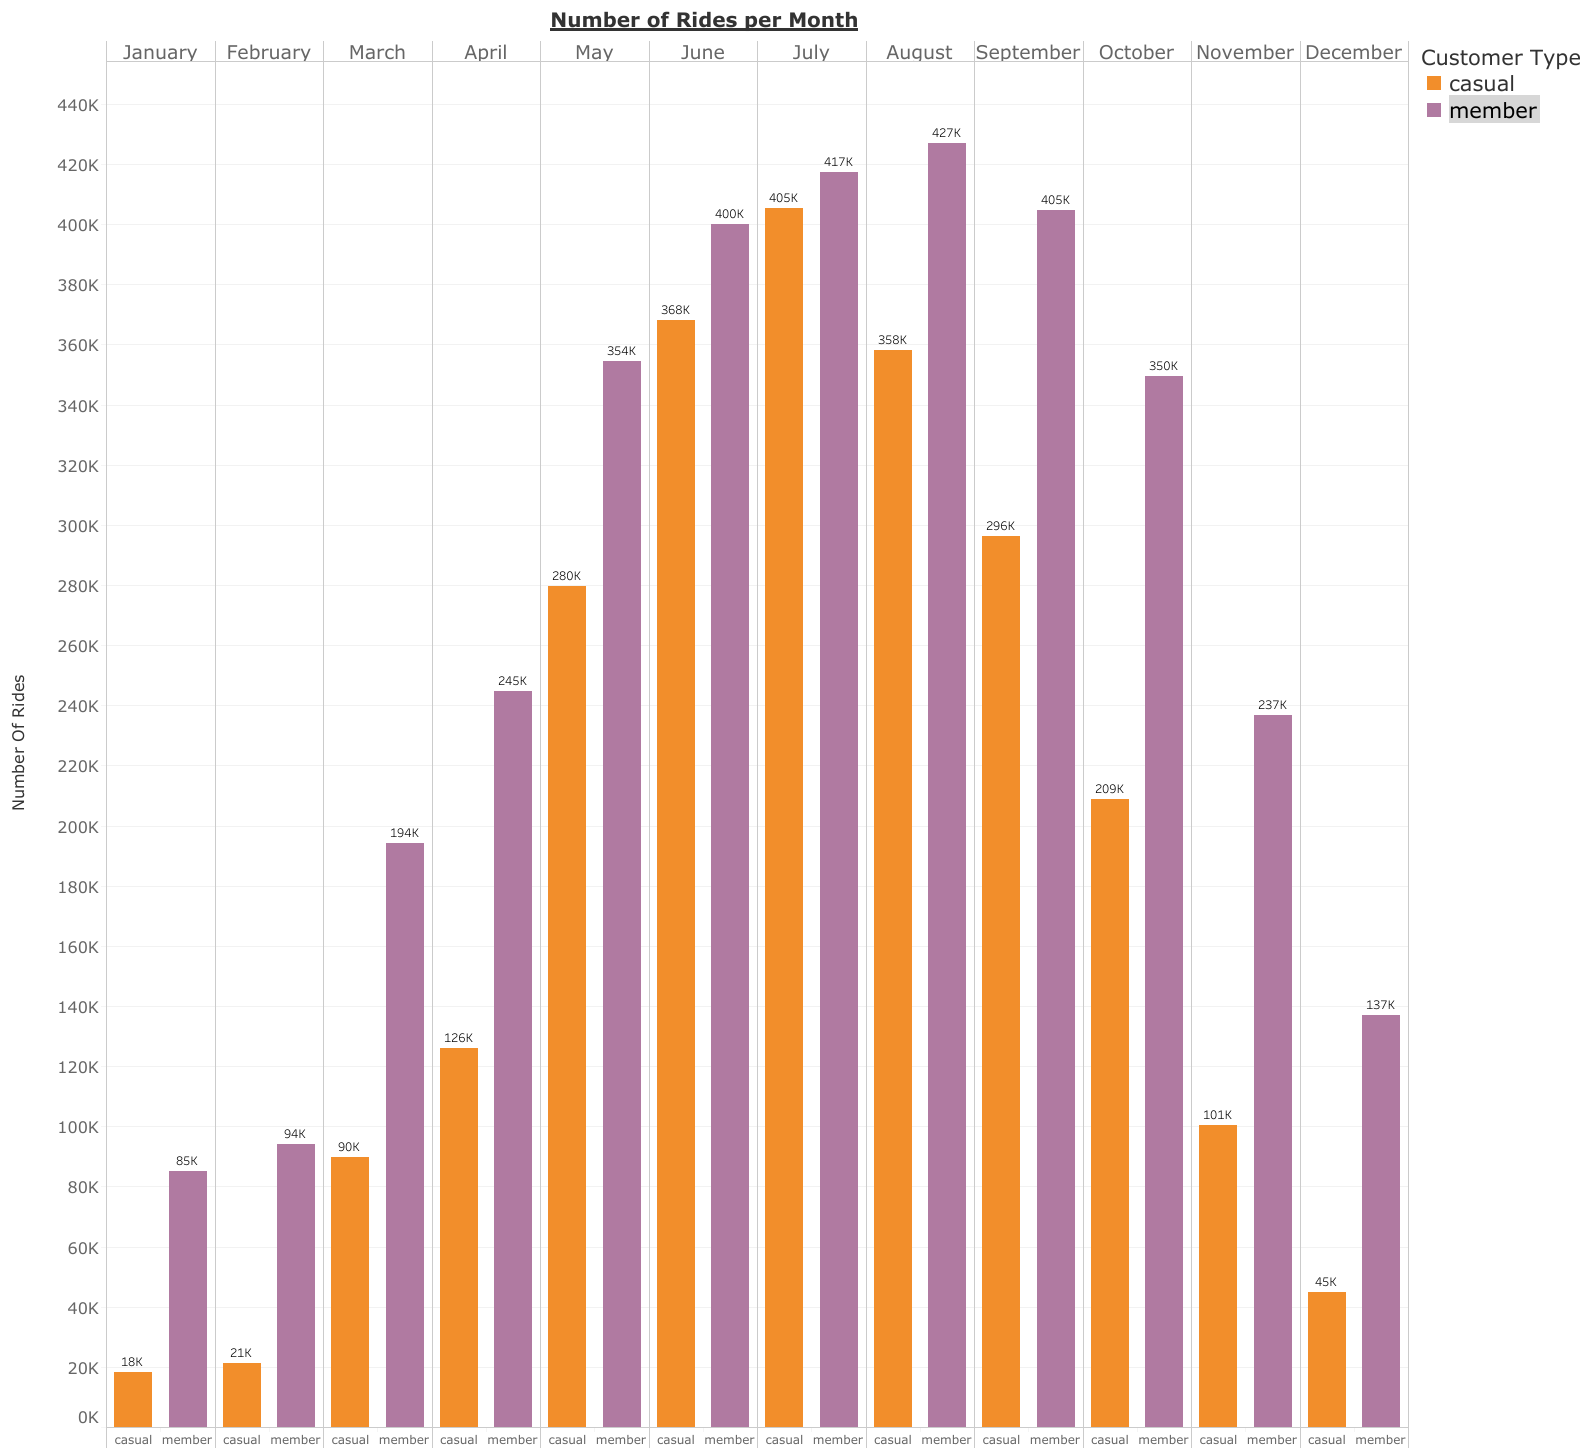 Number of Rides per Month
January February March April May June July August September October November December
Customer Type
casual
member
Number Of Rides
440K
420K
400K
380K
360K
340K
320K
300K
280K
260K
240K
220K
200K
180K
160K
140K
120K
100K
80K
60K
40K
20K
0K
18K 85K
21K 94K
90K 194K
126K 245K
280K 354K
368K 400K
405K 417K
358K 427K
296K 405K
209K 350K
101K 237K
45K 137K
casual member casual member casual member casual member casual member casual member casual member casual member casual member casual member casual member casual member